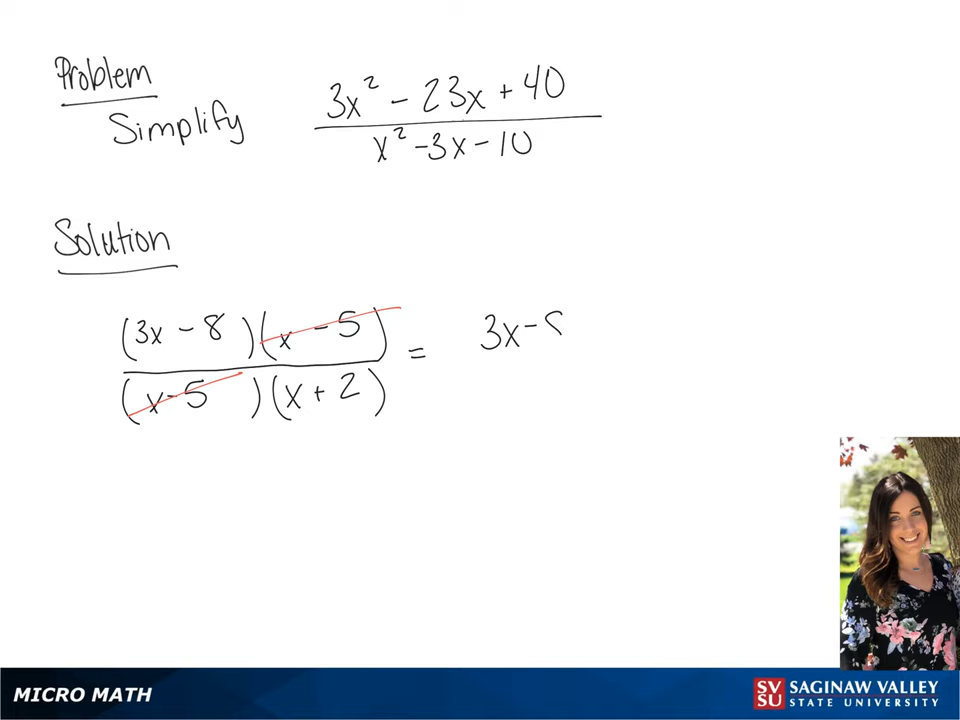 Problem
Simplify
3x² - 23x + 40
x² - 3x - 10
Solution
(3x - 8)(x - 5)
(x - 5)(x + 2)
=
3x -
MICRO MATH
SVSU SAGINAW VALLEY
STATE UNIVERSITY